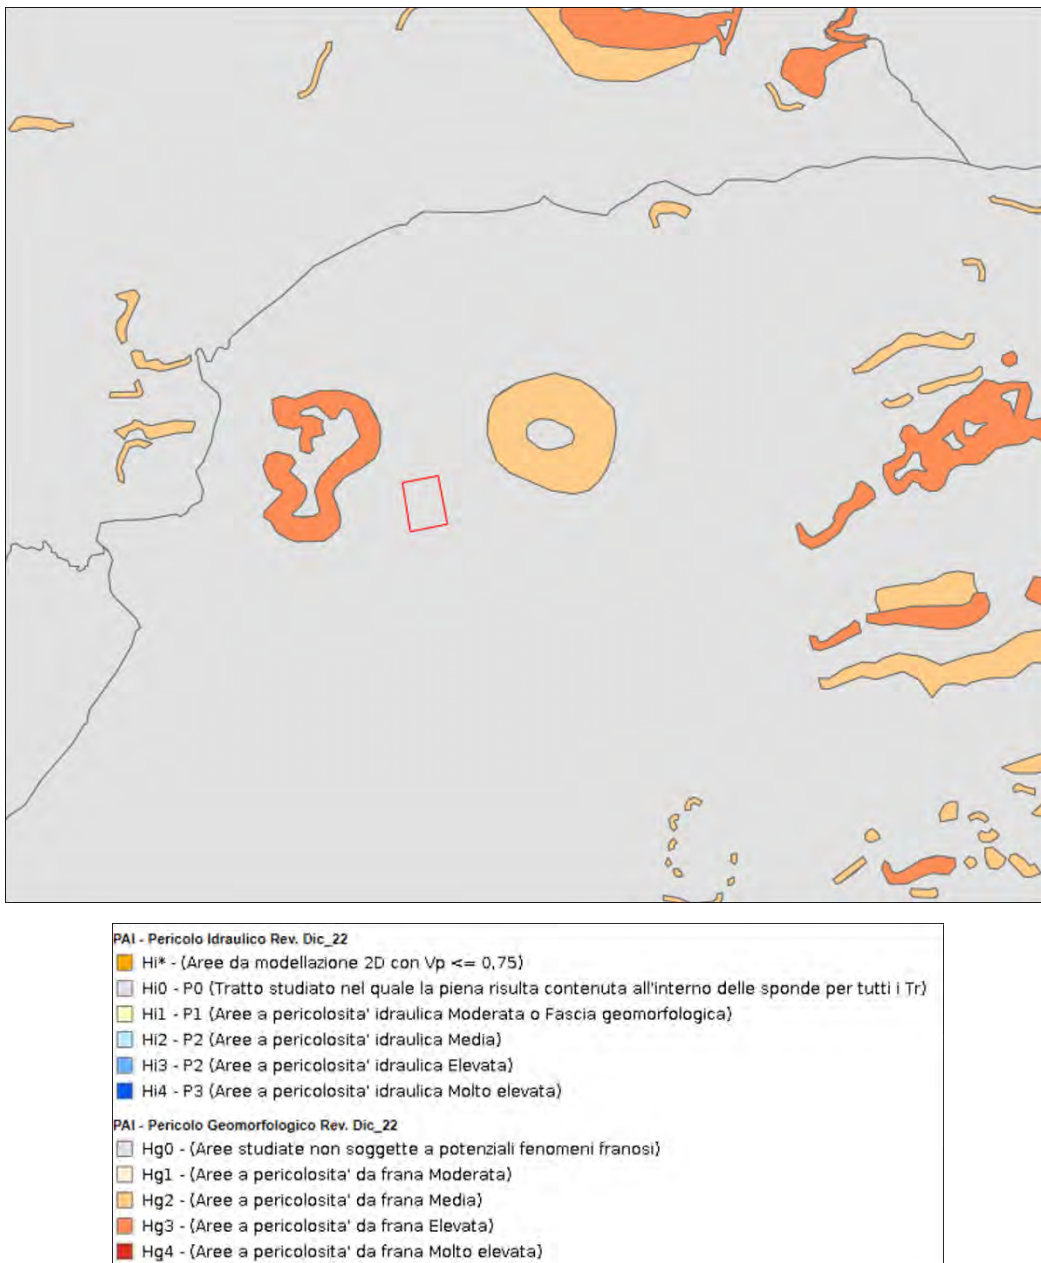 PAI - Pericolo Idraulico Rev. Dic_22
Hi* - (Aree da modellazione 2D con Vp <= 0,75)
Hi0 - P0 (Tratto studiato nel quale la piena risulta contenuta all'interno delle sponde per tutti i Tr)
Hi1 - P1 (Aree a pericolosita' idraulica Moderata o Fascia geomorfologica)
Hi2 - P2 (Aree a pericolosita' idraulica Media)
Hi3 - P2 (Aree a pericolosita' idraulica Elevata)
Hi4 - P3 (Aree a pericolosita' idraulica Molto elevata)
PAI - Pericolo Geomorfologico Rev. Dic_22
Hg0 - (Aree studiate non soggette a potenziali fenomeni franosi)
Hg1 - (Aree a pericolosita' da frana Moderata)
Hg2 - (Aree a pericolosita' da frana Media)
Hg3 - (Aree a pericolosita' da frana Elevata)
Hg4 - (Aree a pericolosita' da frana Molto elevata)